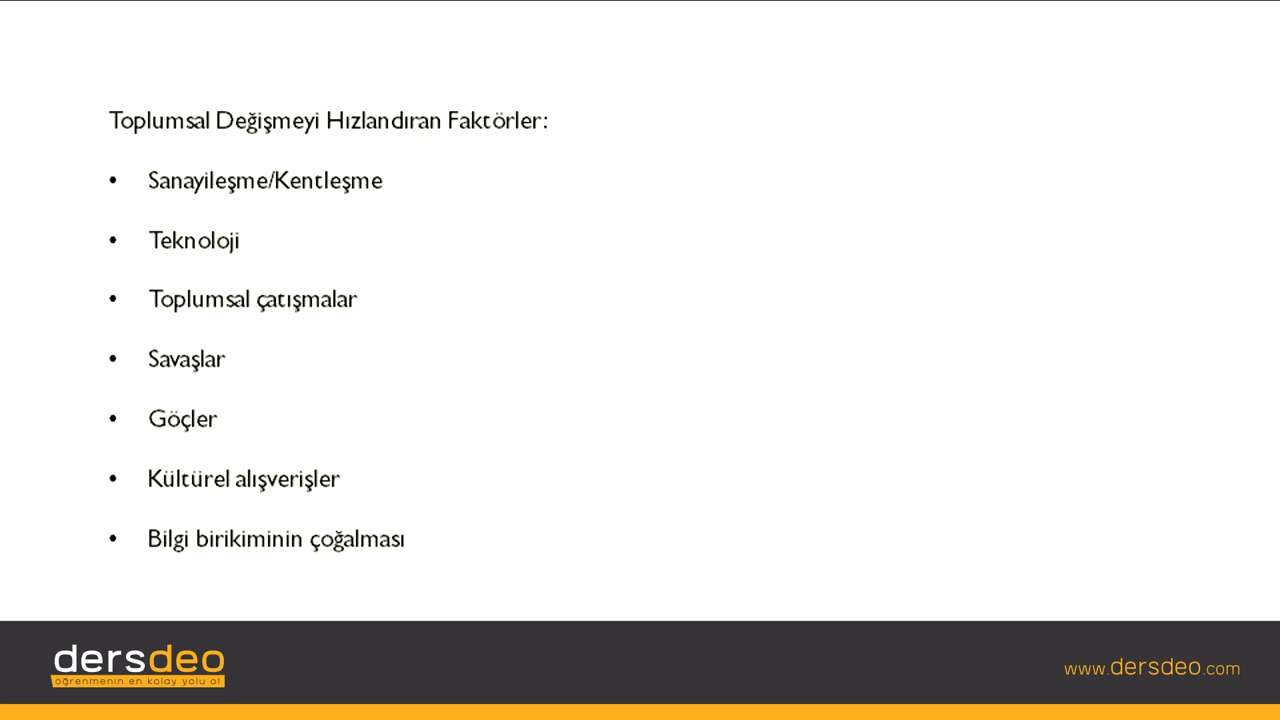 Toplumsal Değişmeyi Hızlandıran Faktörler:
• Sanayileşme/Kentleşme
• Teknoloji
• Toplumsal çatışmalar
• Savaşlar
• Göçler
• Kültürel alışverişler
• Bilgi birikiminin çoğalması
dersdeo
öğrenmenin en kolay yolu o!
www.dersdeo.com